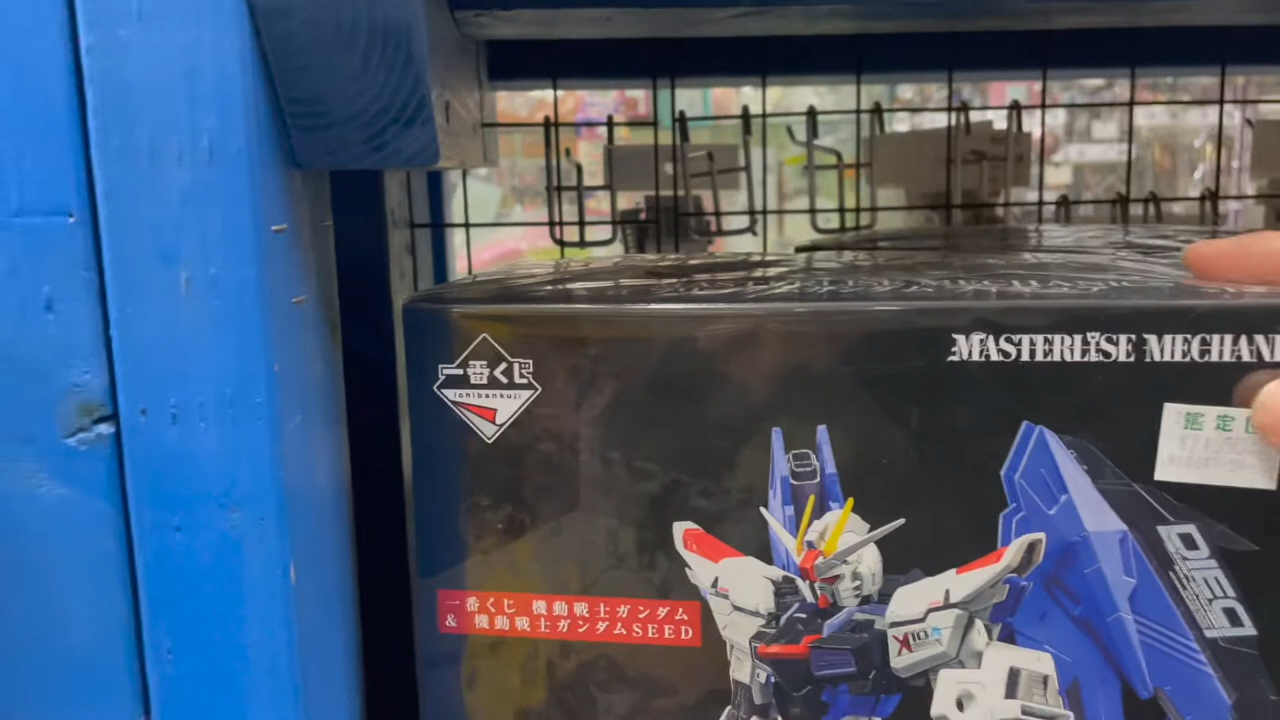 一番くじ
ichibankuji
MASTERLISE MECHANI
鑑定
一番くじ 機動戦士ガンダム
& 機動戦士ガンダムSEED
X10A